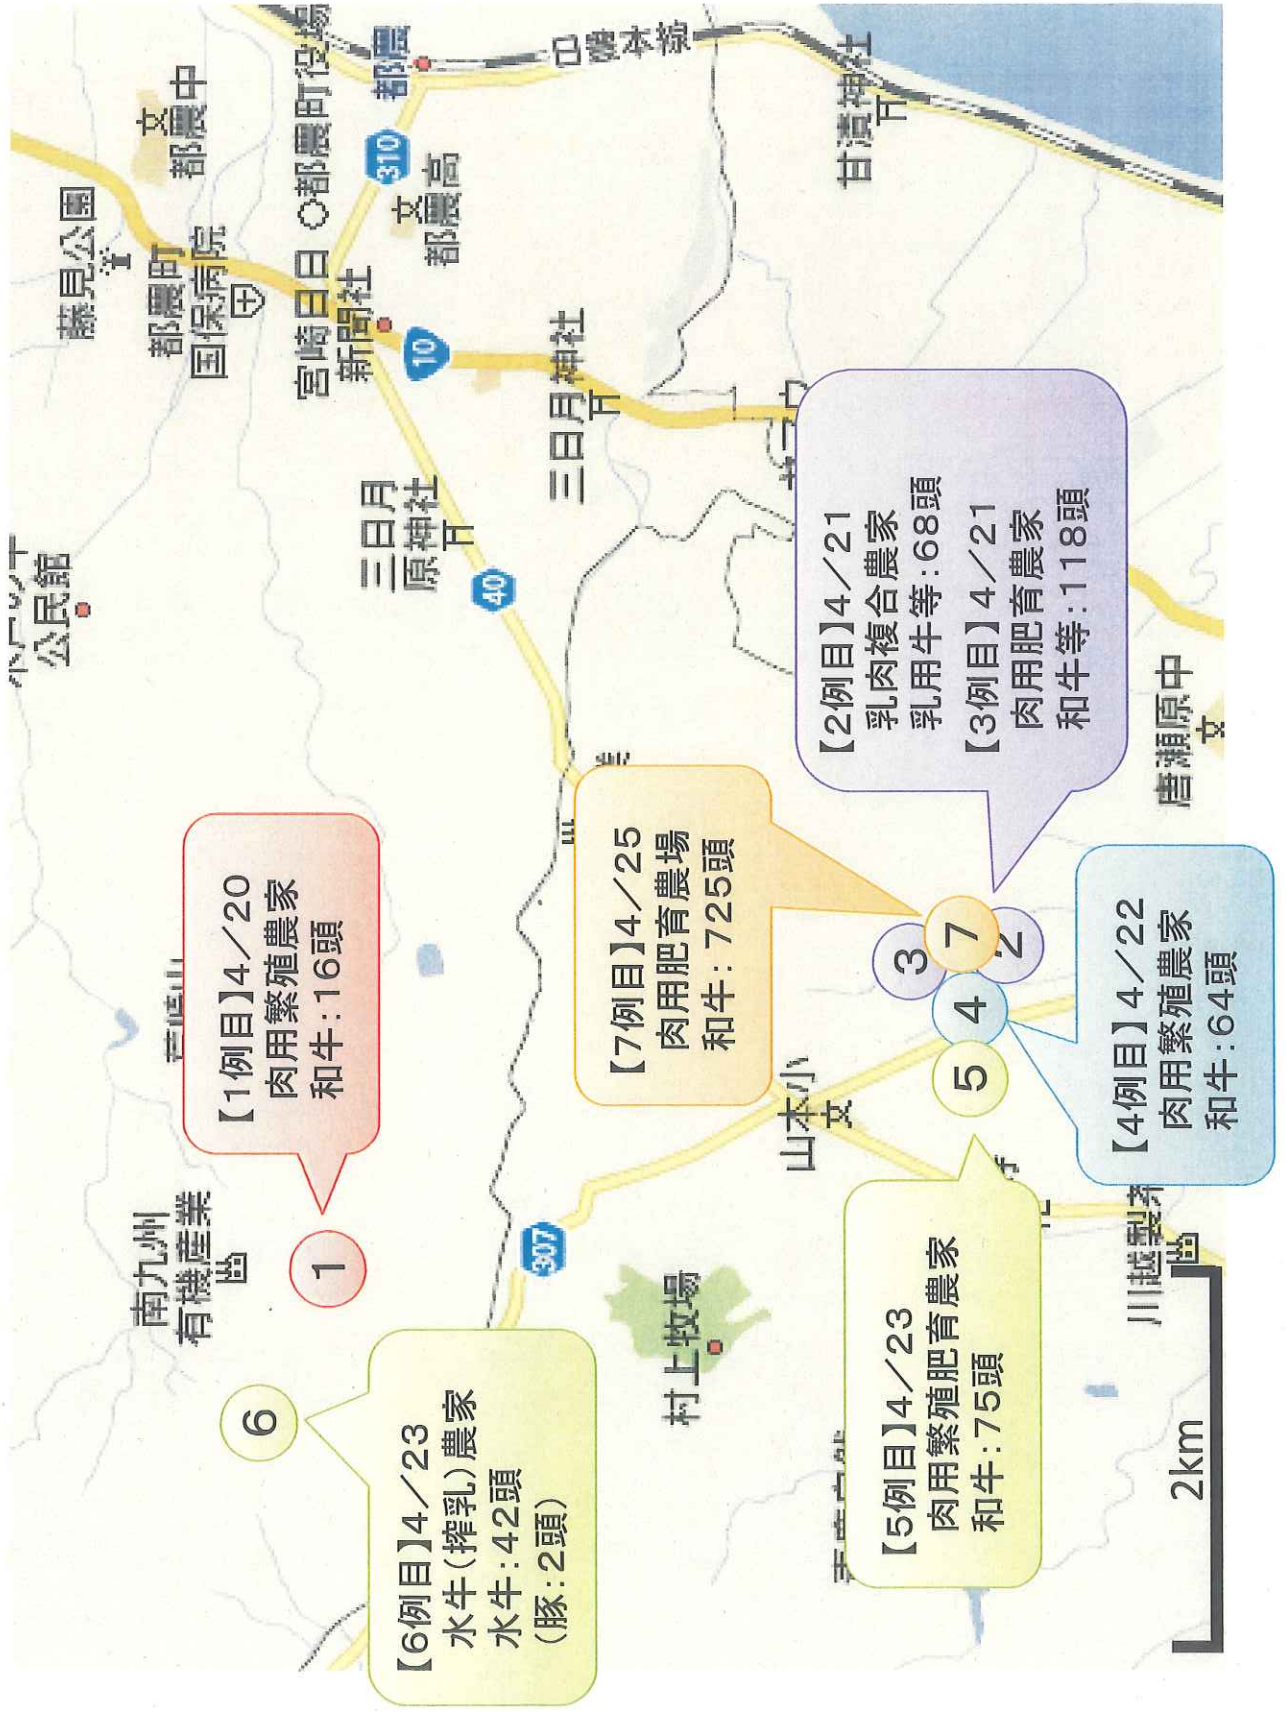 藤見公園
文
都農中
都農町
国保病院
都農町役場
都農
日豊本線
310
文
都農高
宮崎日日
新聞社
10
三日月神社
甘漬神社
公民館
三日月
原神社
40
南九州
有機産業
【1例目】4/20
肉用繁殖農家
和牛:16頭
1
6
【6例目】4/23
水牛(搾乳)農家
水牛:42頭
(豚:2頭)
307
村上牧場
【7例目】4/25
肉用肥育農場
和牛:725頭
山本小
文
【2例目】4/21
乳肉複合農家
乳用牛等:68頭
【3例目】4/21
肉用肥育農家
和牛等:118頭
3
7
2
4
5
唐瀬原中
文
【4例目】4/22
肉用繁殖農家
和牛:64頭
【5例目】4/23
肉用繁殖肥育農家
和牛:75頭
川越製茶
2km